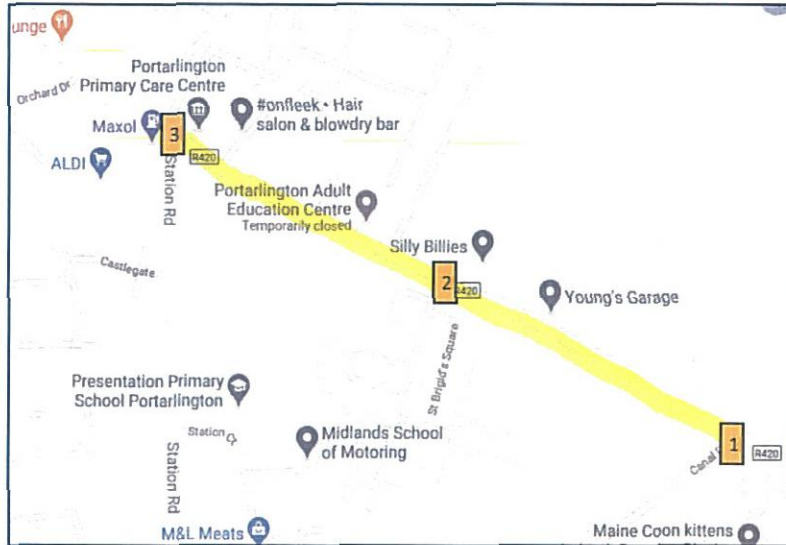 unge
Portarlington
Primary Care Centre
Orchard Dr
#onfleek • Hair
salon & blowdry bar
Maxol
3
R420
ALDI
Station Rd
Portarlington Adult
Education Centre
Temporarily closed
Silly Billies
Castlegate
2
R420
Young's Garage
St Brigid's Square
Presentation Primary
School Portarlington
Station
Midlands School
of Motoring
1
Canal
R420
Station Rd
M&L Meats
Maine Coon kittens